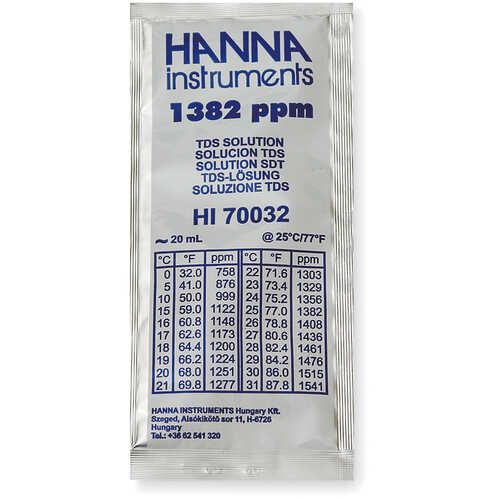 HANNA
instruments
1382 ppm
TDS SOLUTION
SOLUCION TDS
SOLUTION SDT
TDS-LÖSUNG
SOLUZIONE TDS
HI 70032
~ 20 mL @ 25°C/77°F
°C °F ppm °C °F ppm
0 32.0 758 22 71.6 1303
5 41.0 876 23 73.4 1329
10 50.0 999 24 75.2 1356
15 59.0 1122 25 77.0 1382
16 60.8 1148 26 78.8 1408
17 62.6 1173 27 80.6 1436
18 64.4 1200 28 82.4 1461
19 66.2 1224 29 84.2 1476
20 68.0 1251 30 86.0 1515
21 69.8 1277 31 87.8 1541
HANNA INSTRUMENTS Hungary Kft.
Szeged, Alsókikötő sor 11, H-6726
Hungary
Tel.: +36 62 541 320